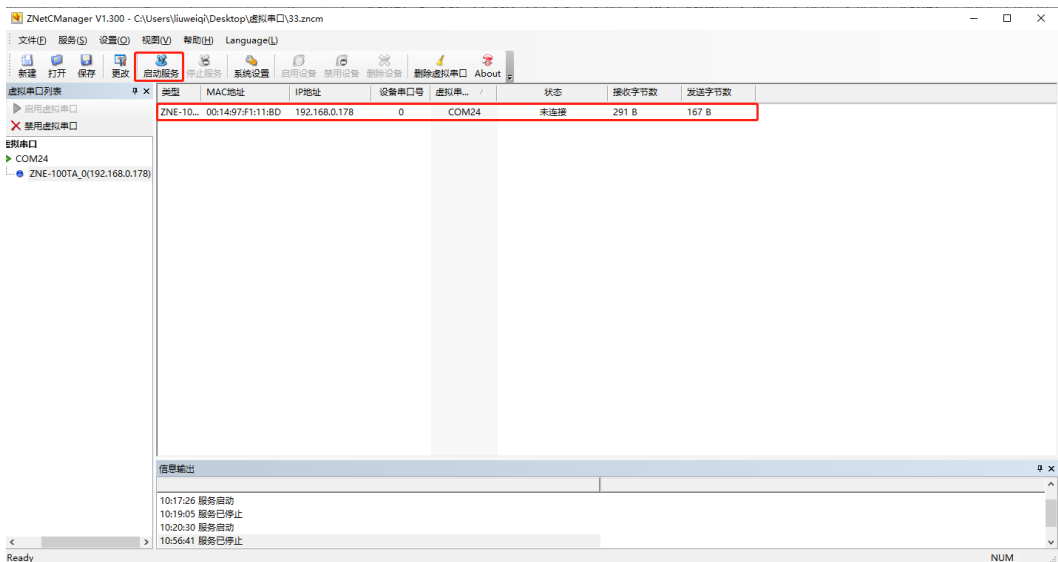 ZNetCManager V1.300 - C:\Users\liuweiqi\Desktop\虚拟串口\33.zncm
文件(F) 服务(S) 设置(O) 视图(V) 帮助(H) Language(L)
新建 打开 保存 更改 启动服务 停止服务 系统设置 启用设备 禁用设备 删除设备 删除虚拟串口 About
虚拟串口列表
启用虚拟串口
禁用虚拟串口
虚拟串口
COM24
ZNE-100TA_0(192.168.0.178)
类型 MAC地址 IP地址 设备串口号 虚拟串... 状态 接收字节数 发送字节数
ZNE-10... 00:14:97:F1:11:BD 192.168.0.178 0 COM24 未连接 291 B 167 B
信息输出
10:17:26 服务启动
10:19:05 服务已停止
10:20:30 服务启动
10:56:41 服务已停止
Ready NUM